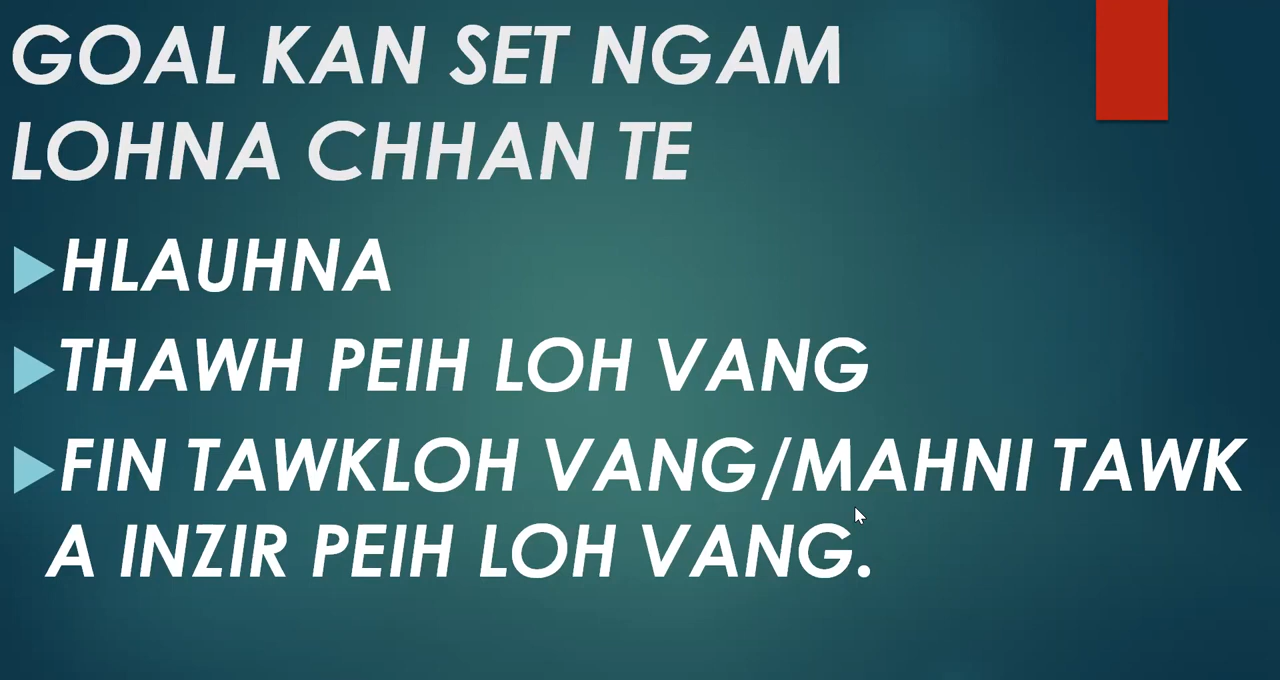 GOAL KAN SET NGAM
LOHNA CHHAN TE
HLAUHNA
THAWH PEIH LOH VANG
FIN TAWKLOH VANG/MAHNI TAWK
A INZIR PEIH LOH VANG.